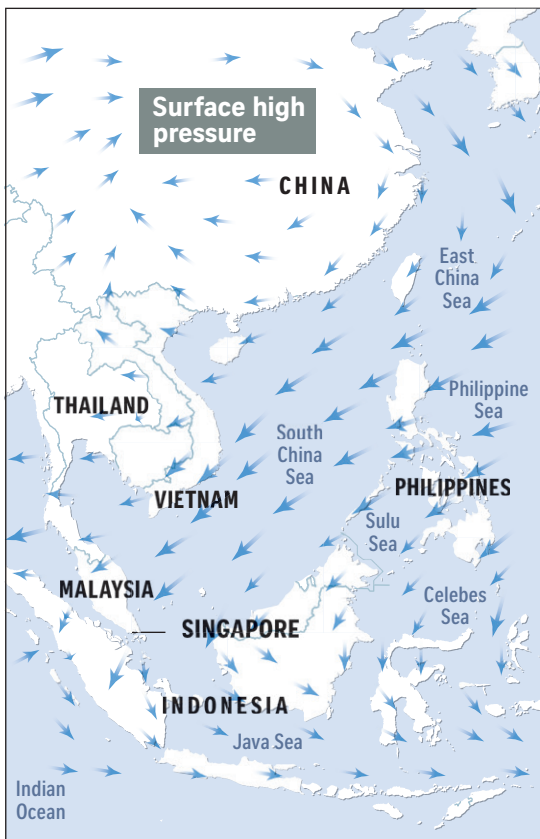 Surface high
pressure
CHINA
East
China
Sea
THAILAND
Philippine
Sea
South
China
Sea
VIETNAM
PHILIPPINES
Sulu
Sea
MALAYSIA
Celebes
Sea
SINGAPORE
INDONESIA
Java Sea
Indian
Ocean